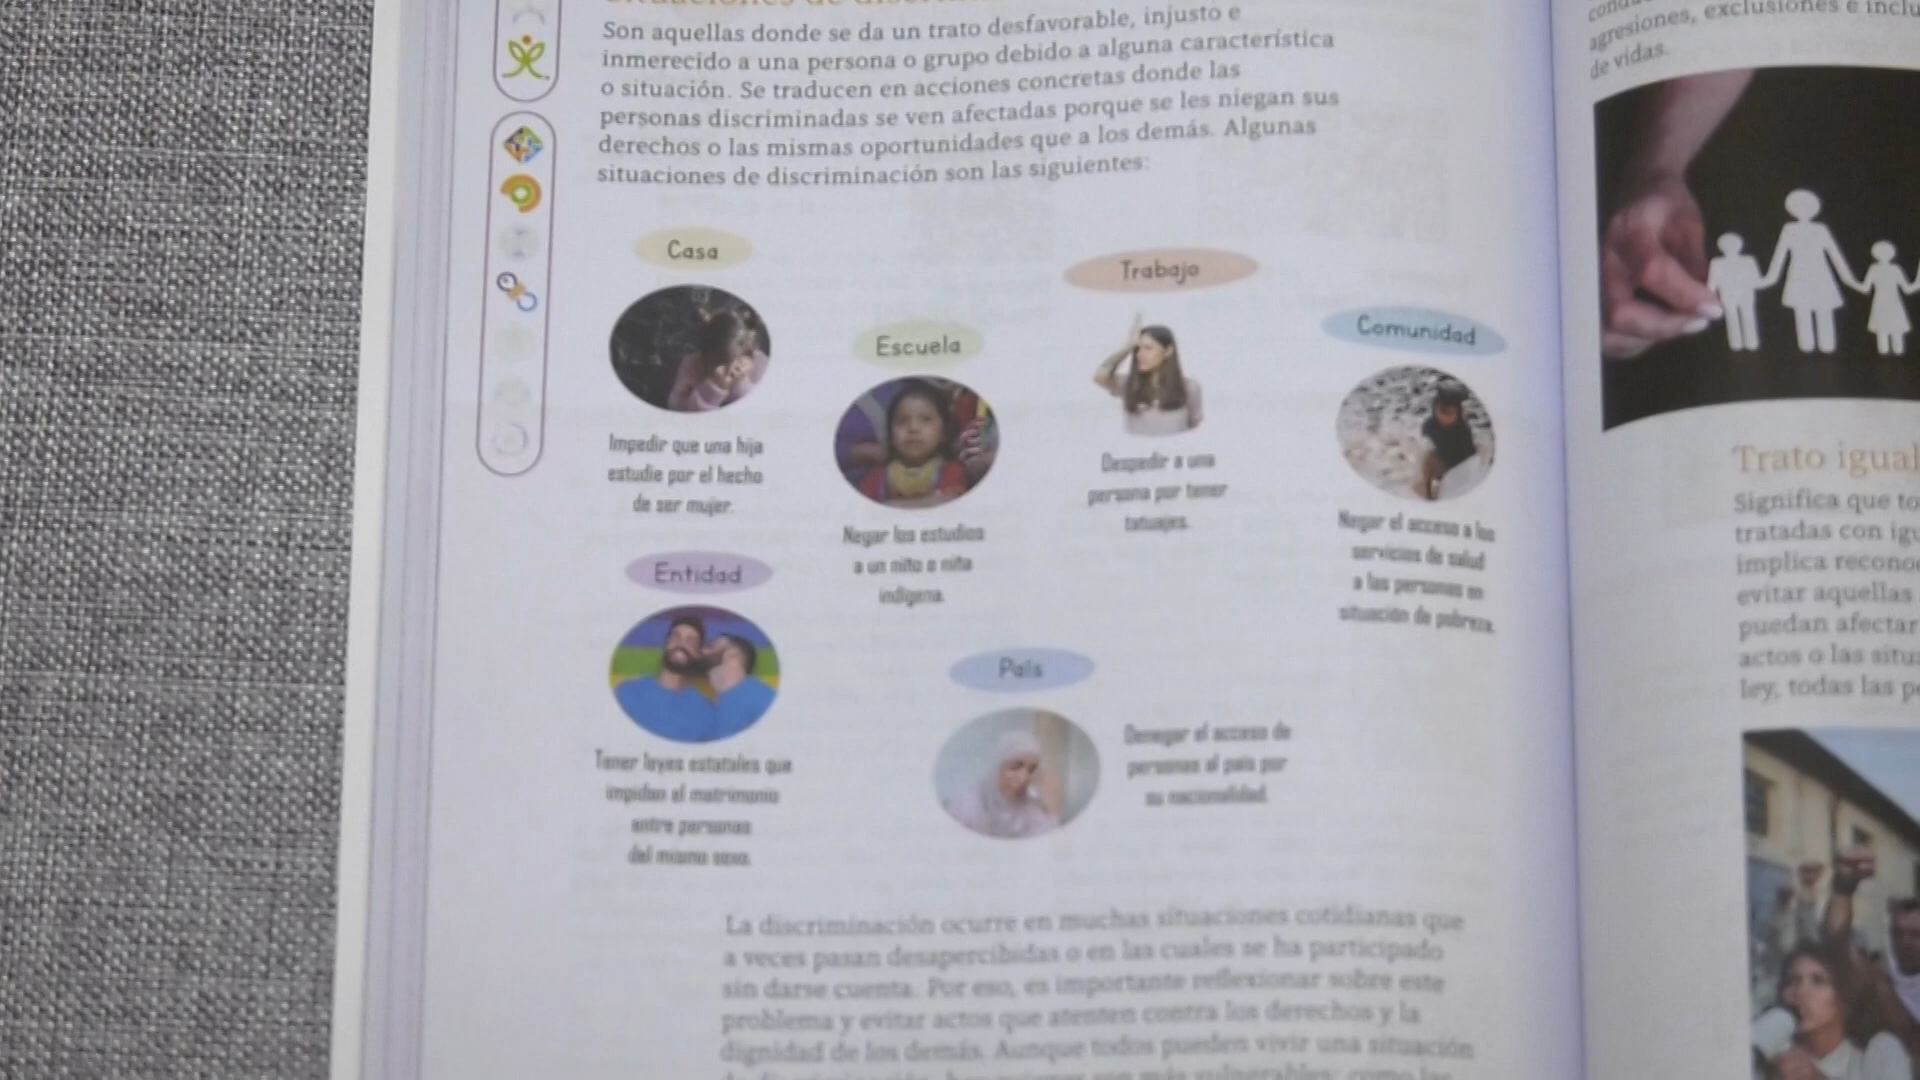 Son aquellas donde se da un trato desfavorable, injusto e
inmerecido a una persona o grupo debido a alguna característica
o situación. Se traducen en acciones concretas donde las
personas discriminadas se ven afectadas porque se les niegan sus
derechos o las mismas oportunidades que a los demás. Algunas
situaciones de discriminación son las siguientes:
Casa
Impedir que una hija
estudie por el hecho
de ser mujer.
Escuela
Negar los estudios
a un niño o niña
indígena.
Trabajo
Despedir a una
persona por tener
tatuajes.
Comunidad
Negar el acceso a los
servicios de salud
a las personas en
situación de pobreza.
Entidad
Tener leyes estatales que
impidan el matrimonio
entre personas
del mismo sexo.
País
Denegar el acceso de
personas al país por
su nacionalidad.
La discriminación ocurre en muchas situaciones cotidianas que
a veces pasan desapercibidas o en las cuales se ha participado
sin darse cuenta. Por eso, es importante reflexionar sobre este
problema y evitar actos que atenten contra los derechos y la
dignidad de los demás. Aunque todos pueden vivir una situación
agresiones, exclusiones e inclu
de vidas.
Trato igual
Significa que to
tratadas con igu
implica recono
evitar aquellas
puedan afectar
actos o las situ
ley, todas las pe